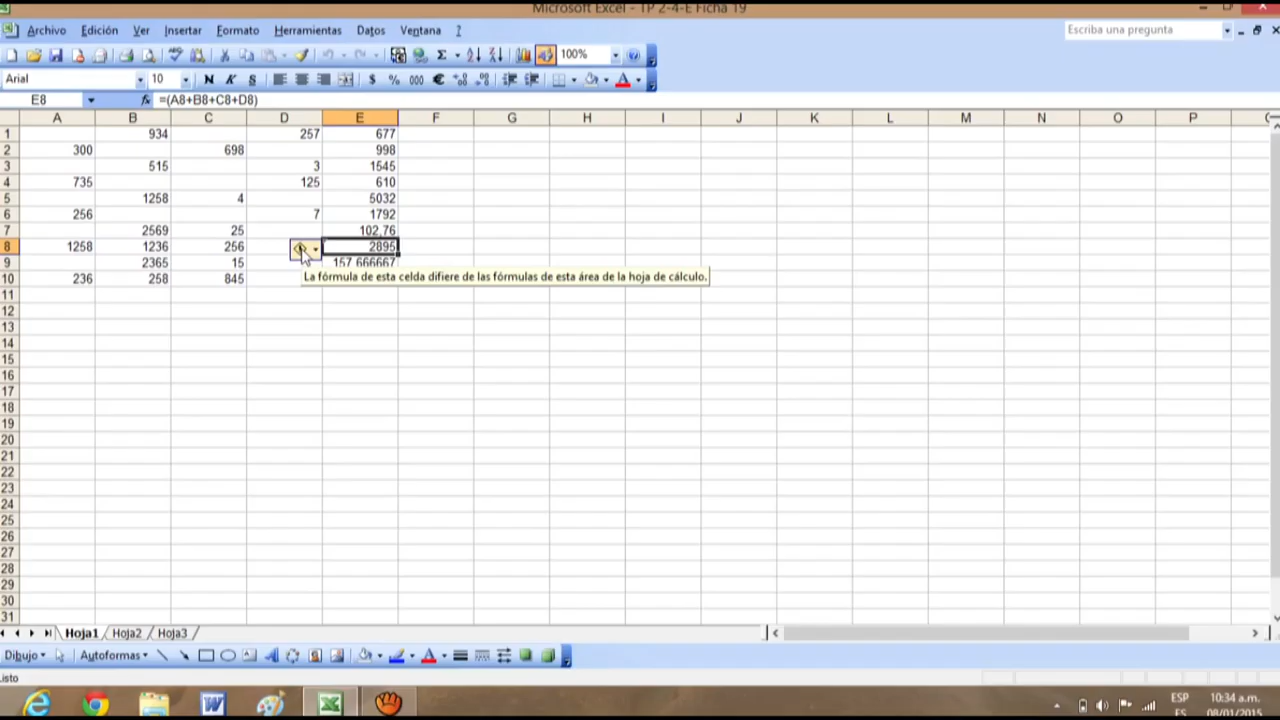 Microsoft Excel - TP 2-4-E Ficha 19
Archivo Edición Ver Insertar Formato Herramientas Datos Ventana ? Escriba una pregunta
100%
Arial 10 N K S $ % 000 €
E8 fx =(A8+B8+C8+D8)
A B C D E F G H I J K L M N O P
1 934 257 677
2 300 698 998
3 515 3 1545
4 735 125 610
5 1258 4 5032
6 256 7 1792
7 2569 25 102,76
8 1258 1236 256 2895
9 2365 15 157,666667
10 236 258 845
La fórmula de esta celda difiere de las fórmulas de esta área de la hoja de cálculo.
11
12
13
14
15
16
17
18
19
20
21
22
23
24
25
26
27
28
29
30
31
Hoja1 Hoja2 Hoja3
Dibujo Autoformas
ESP 10:34 a.m.
ES 08/01/2015